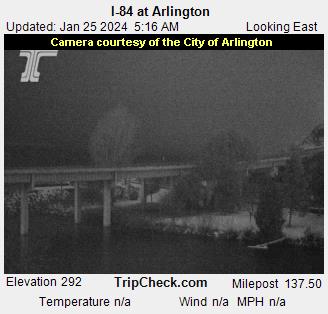 I-84 at Arlington
Updated: Jan 25 2024 5:16 AM Looking East
Camera courtesy of the City of Arlington
Elevation 292 TripCheck.com Milepost 137.50
Temperature n/a Wind n/a MPH n/a